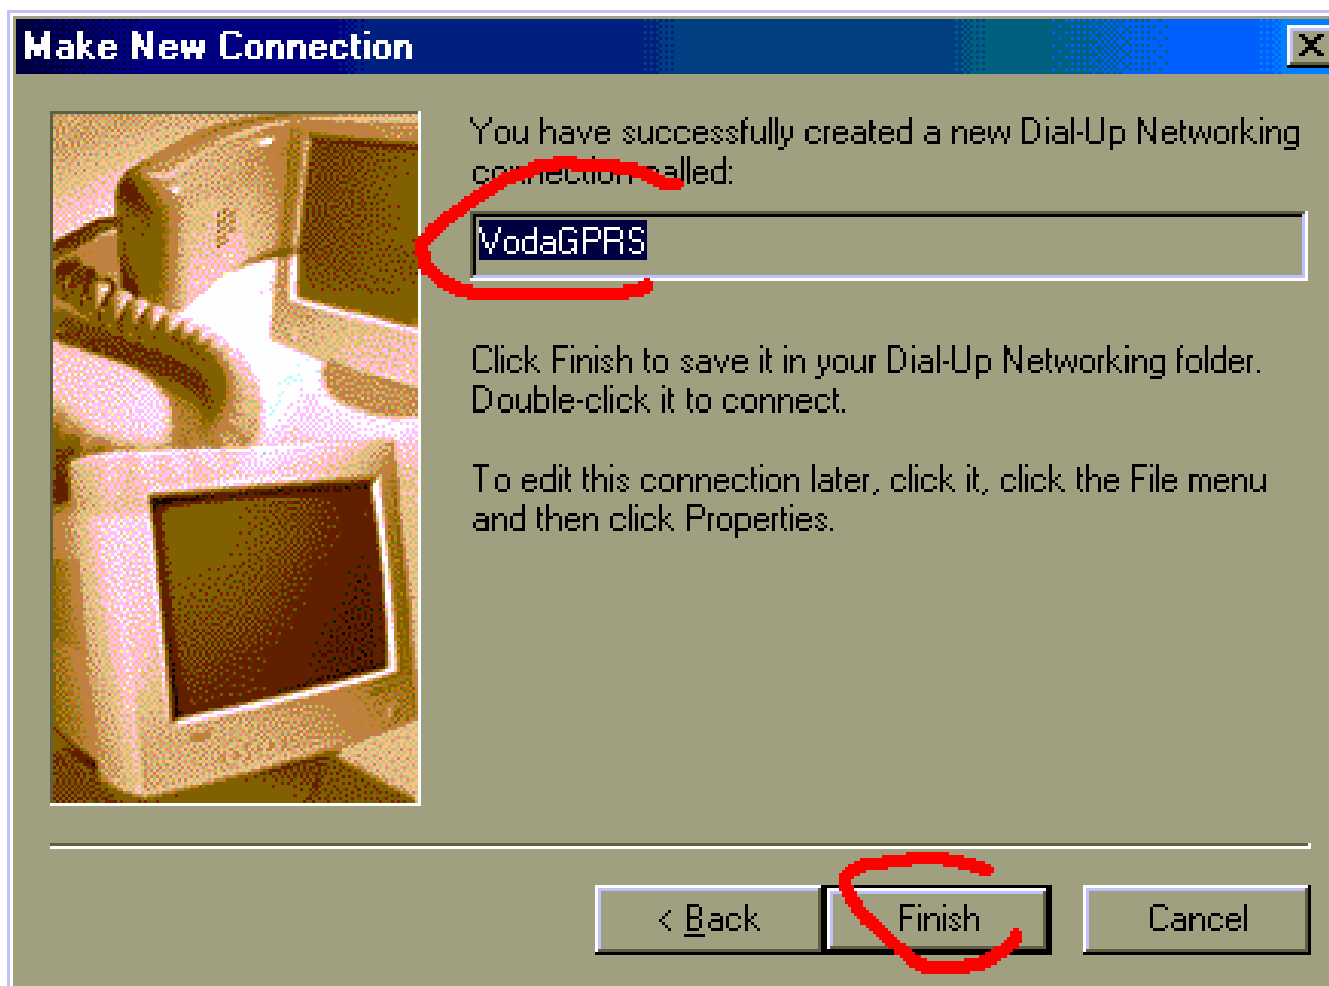 Make New Connection
You have successfully created a new Dial-Up Networking
connection called:
VodaGPRS
Click Finish to save it in your Dial-Up Networking folder.
Double-click it to connect.
To edit this connection later, click it, click the File menu
and then click Properties.
< Back Finish Cancel